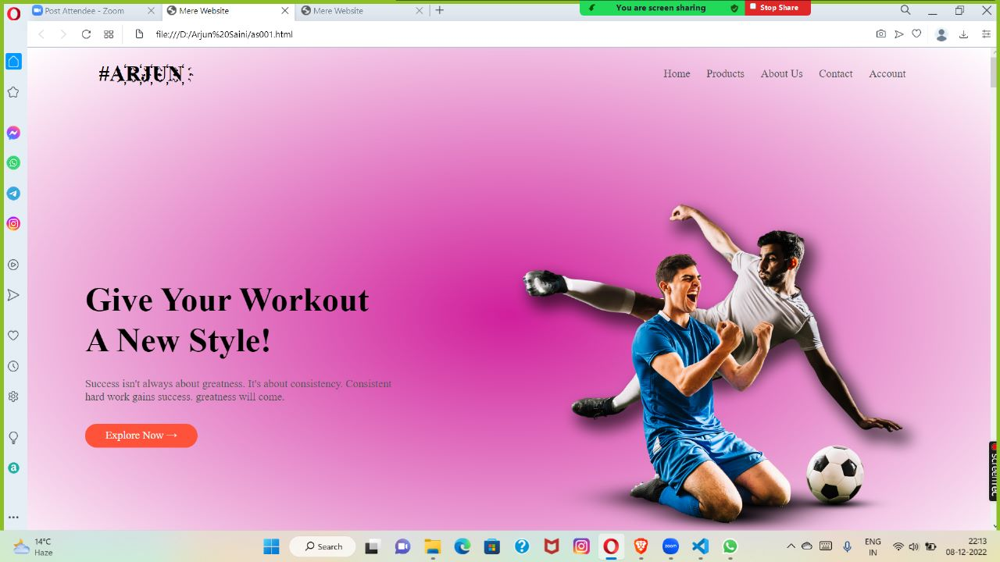 Post Attendee - Zoom
Mere Website
Mere Website
You are screen sharing
Stop Share
file:///D:/Arjun%20Saini/as001.html
#ARJUN
Home Products About Us Contact Account
Give Your Workout
A New Style!
Success isn't always about greatness. It's about consistency. Consistent
hard work gains success. greatness will come.
Explore Now →
screenrec
14°C
Haze
Search
zoom
ENG
IN
22:13
08-12-2022